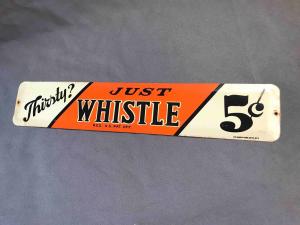 Thirsty?
JUST
WHISTLE
REG. U.S. PAT. OFF.
5¢